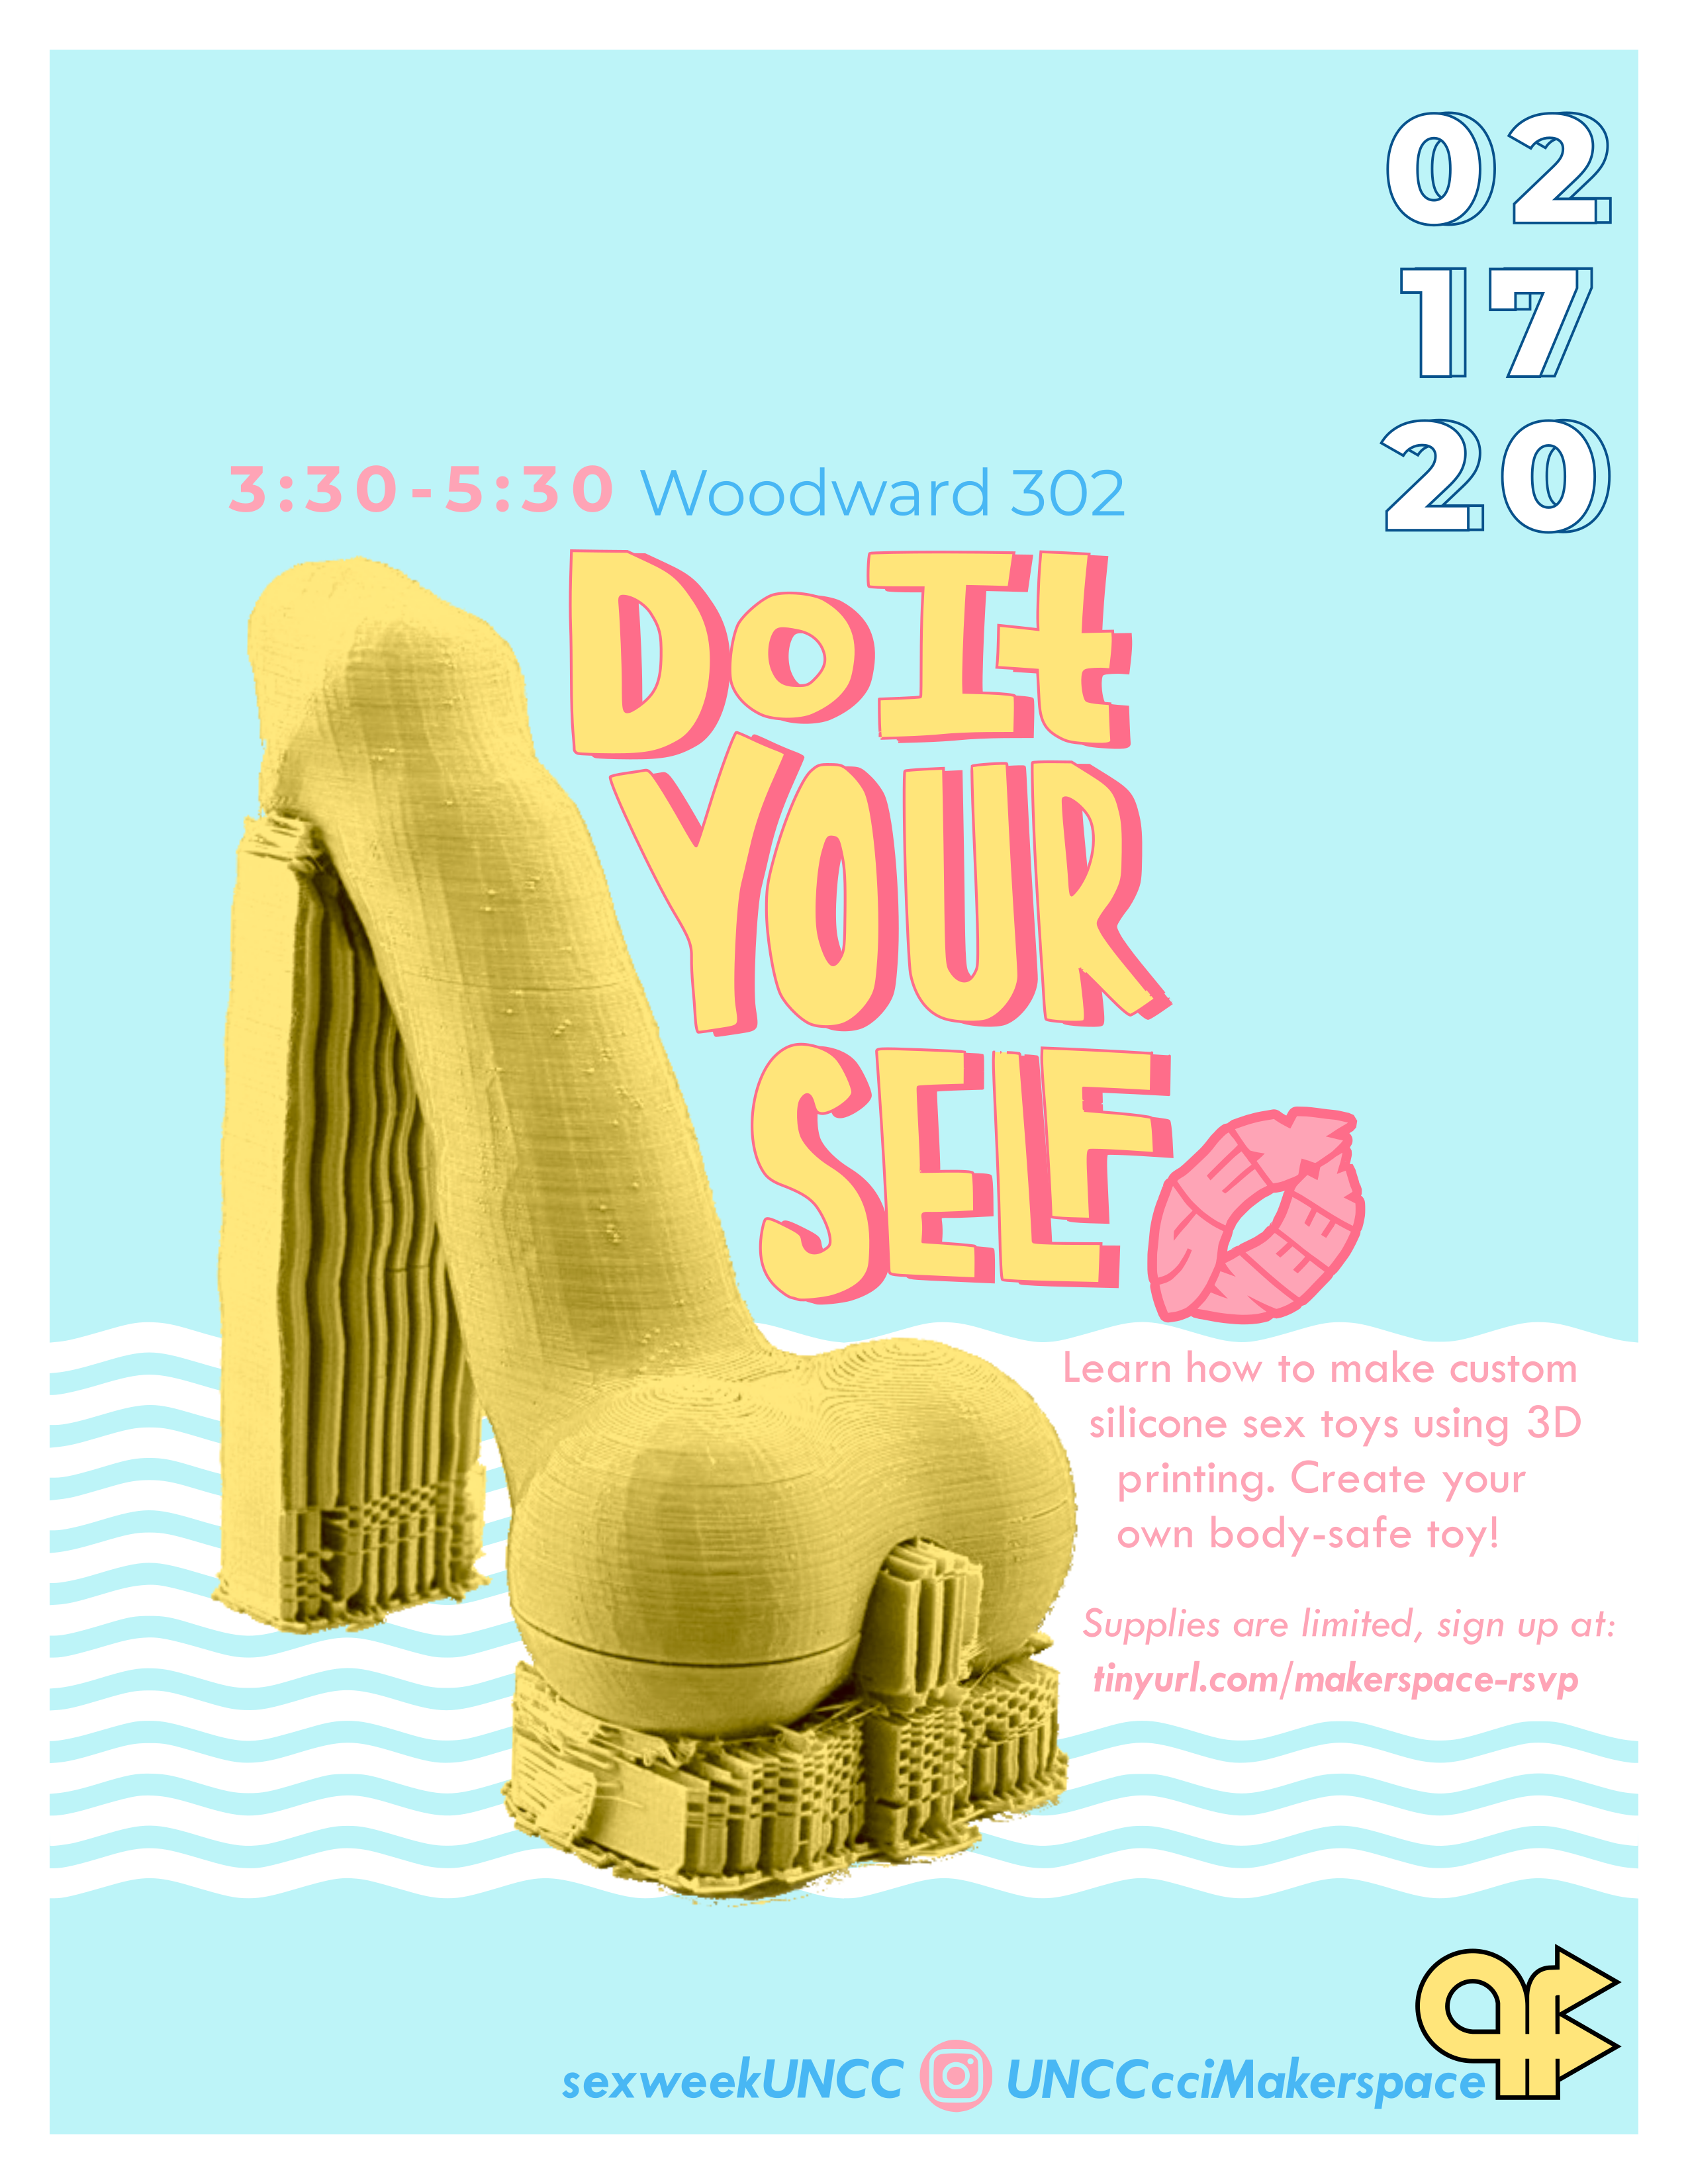 02
17
20
3:30-5:30 Woodward 302
Do It
YOUR
SELF
SEX
WEEK
Learn how to make custom
silicone sex toys using 3D
printing. Create your
own body-safe toy!
Supplies are limited, sign up at:
tinyurl.com/makerspace-rsvp
sexweekUNCC UNCCcciMakerspace